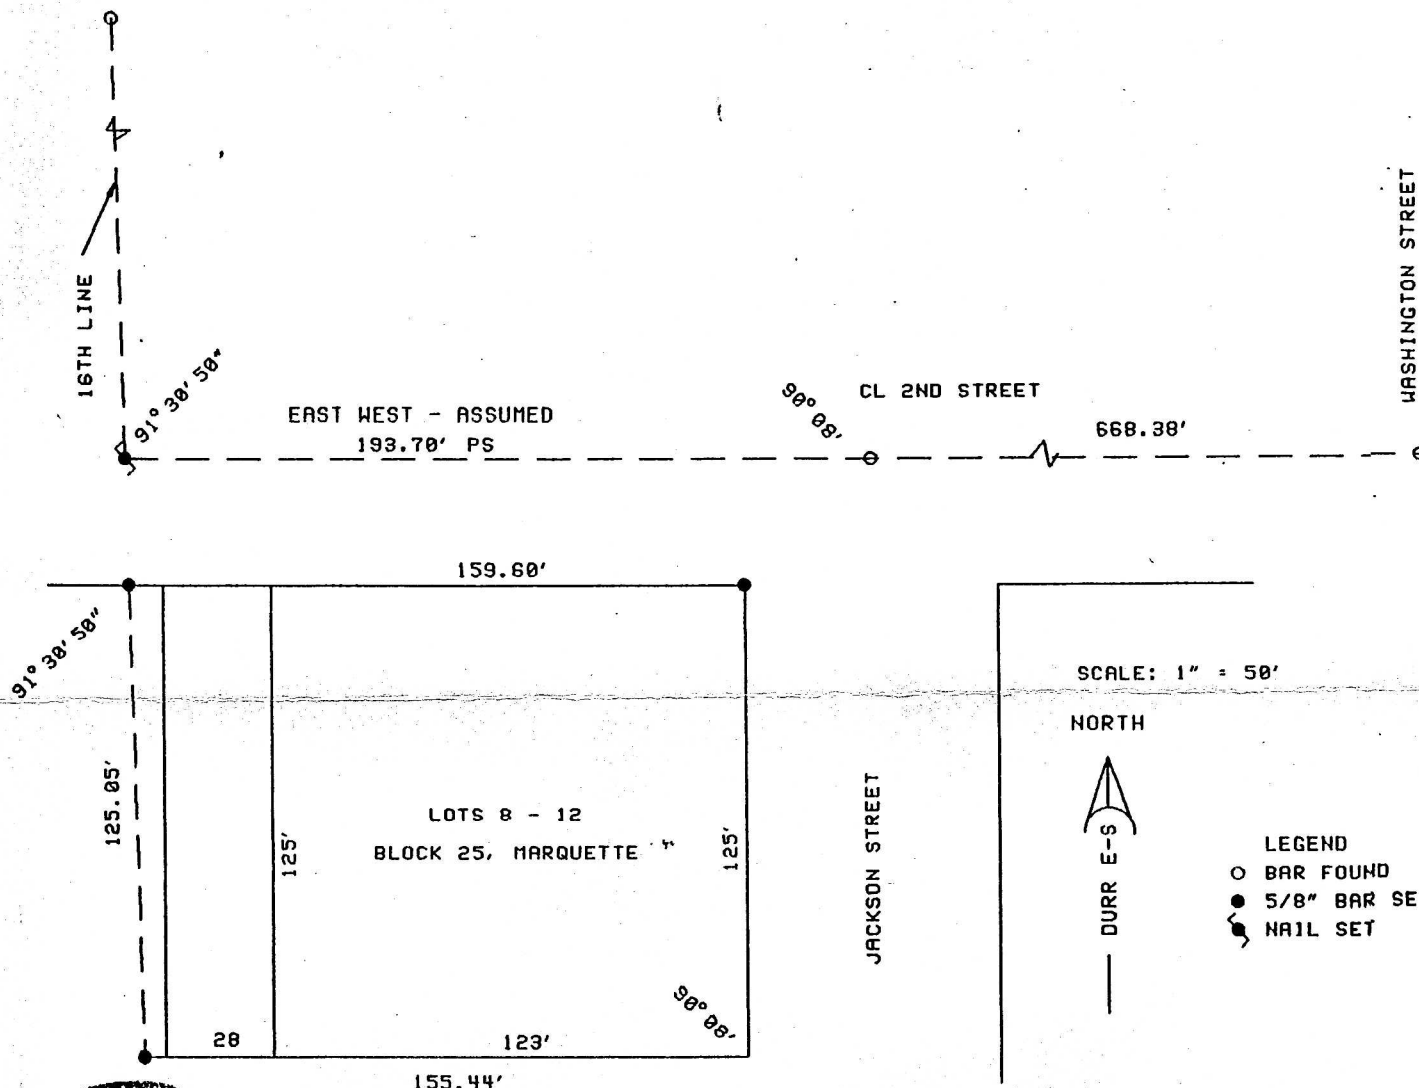 WASHINGTON STREET
16TH LINE
91° 30' 50"
EAST WEST - ASSUMED
193.70' PS
90° 08'
CL 2ND STREET
668.38'
159.60'
91° 30' 50"
SCALE: 1" = 50'
NORTH
125.05'
LOTS 8 - 12
BLOCK 25, MARQUETTE
125'
125'
JACKSON STREET
DURR E-S
LEGEND
BAR FOUND
5/8" BAR SE
NAIL SET
90° 08'
28
123'
155.44'